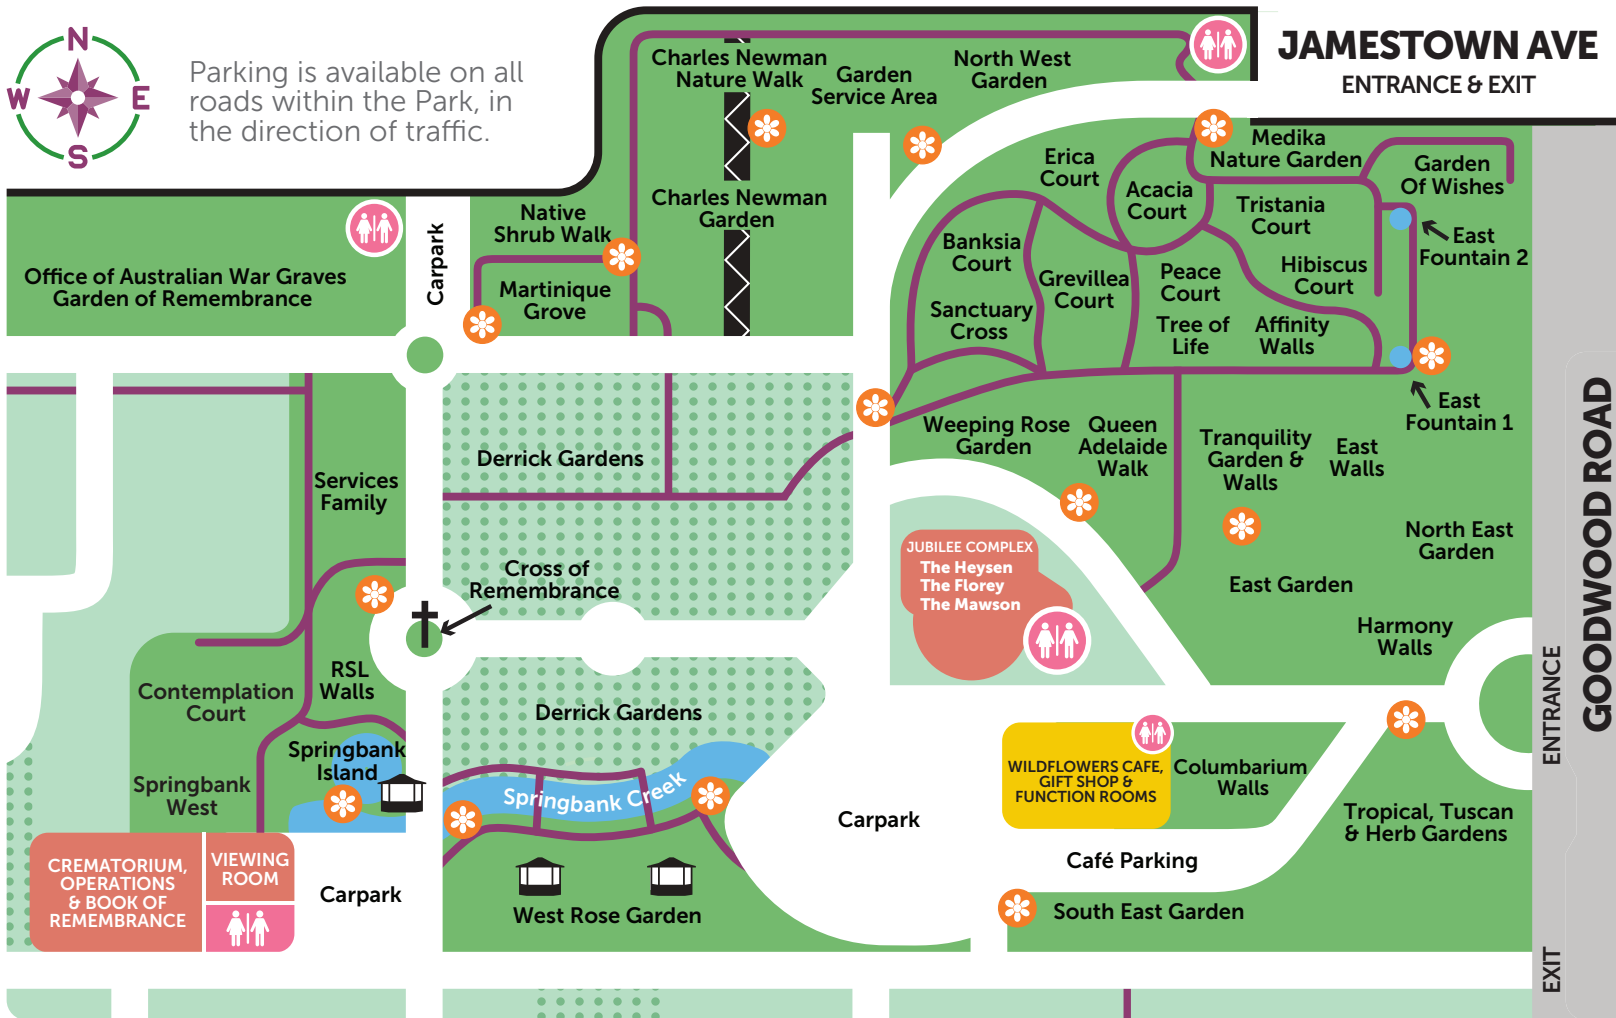 N
W
E
S
Parking is available on all
roads within the Park, in
the direction of traffic.
JAMESTOWN AVE
ENTRANCE & EXIT
Charles Newman
Nature Walk
Garden
Service Area
North West
Garden
Charles Newman
Garden
Native
Shrub Walk
Martinique
Grove
Carpark
Office of Australian War Graves
Garden of Remembrance
Erica
Court
Acacia
Court
Medika
Nature Garden
Garden
Of Wishes
Tristania
Court
East
Fountain 2
Banksia
Court
Grevillea
Court
Peace
Court
Hibiscus
Court
Sanctuary
Cross
Tree of
Life
Affinity
Walls
East
Fountain 1
Weeping Rose
Garden
Queen
Adelaide
Walk
Tranquility
Garden &
Walls
East
Walls
North East
Garden
East Garden
Harmony
Walls
GOODWOOD ROAD
ENTRANCE
EXIT
Derrick Gardens
Services
Family
Cross of
Remembrance
JUBILEE COMPLEX
The Heysen
The Florey
The Mawson
RSL
Walls
Contemplation
Court
Derrick Gardens
Springbank
Island
Springbank
West
Springbank Creek
WILDFLOWERS CAFE,
GIFT SHOP &
FUNCTION ROOMS
Columbarium
Walls
Tropical, Tuscan
& Herb Gardens
Carpark
Café Parking
South East Garden
CREMATORIUM,
OPERATIONS
& BOOK OF
REMEMBRANCE
VIEWING
ROOM
Carpark
West Rose Garden